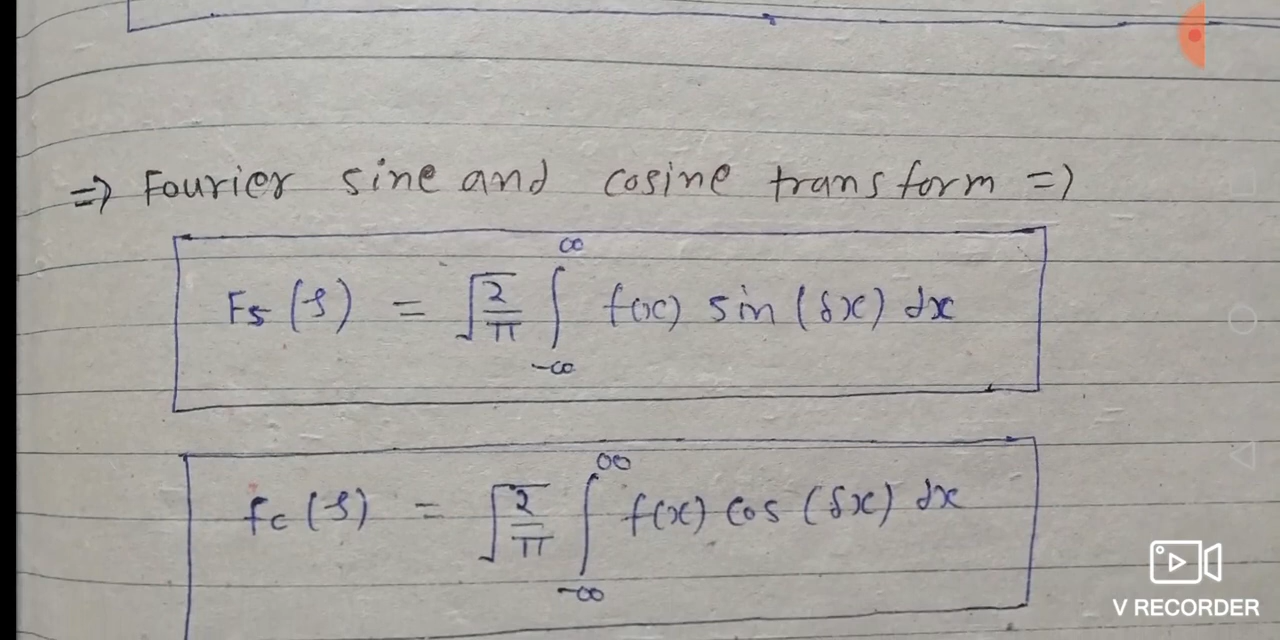 => Fourier sine and cosine transform =>
Fs (s) = √(2/π) ∫_{-∞}^{∞} f(x) sin (sx) dx
fc (s) = √(2/π) ∫_{-∞}^{∞} f(x) cos (sx) dx
V RECORDER